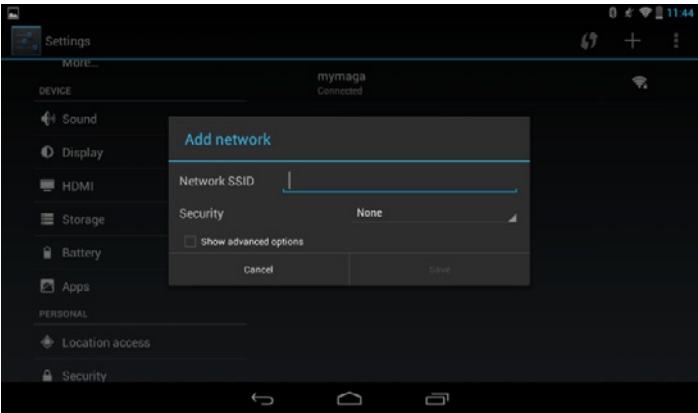 11:44
Settings
More...
mymaga
Connected
DEVICE
Sound
Display
HDMI
Storage
Battery
Apps
PERSONAL
Location access
Security
Add network
Network SSID
Security None
Show advanced options
Cancel Save